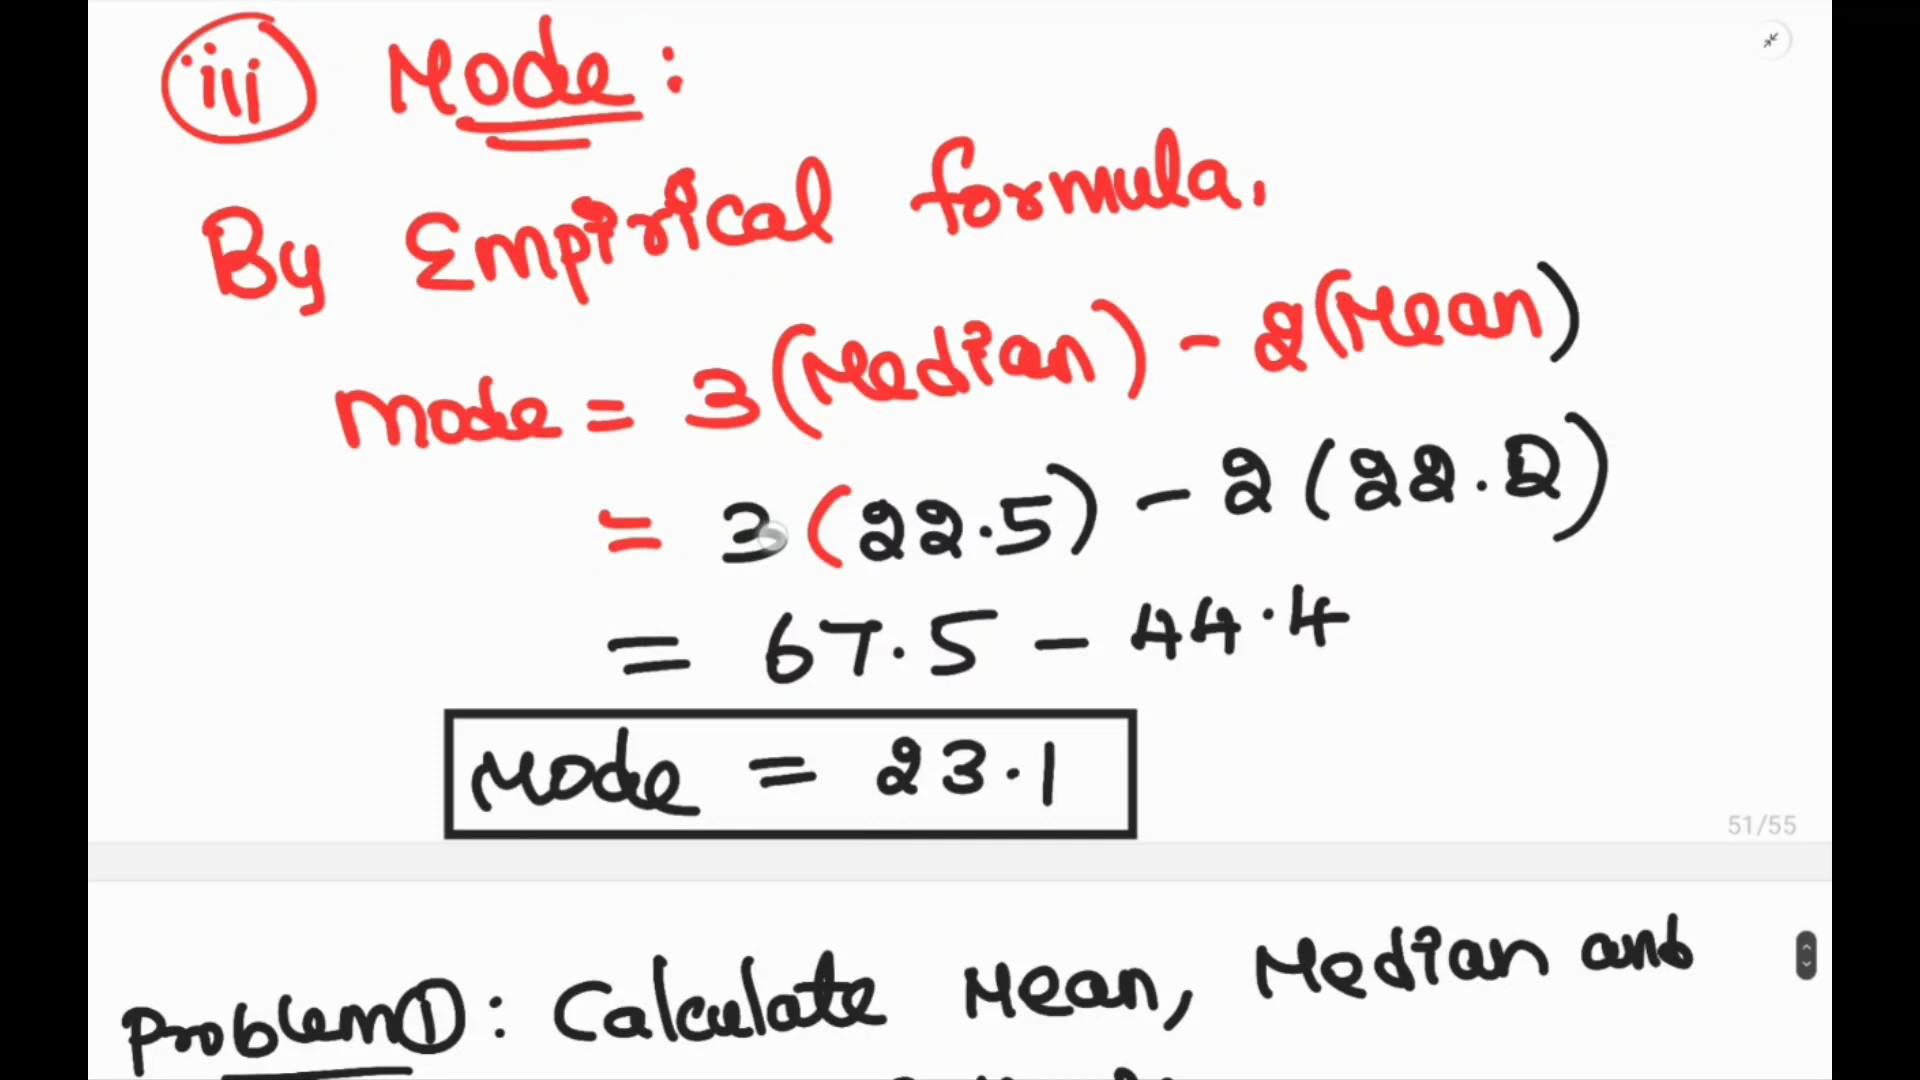 iij Mode:
By Empirical formula,
mode = 3(Median) - 2(Mean)
= 3(22.5) - 2(22.2)
= 67.5 - 44.4
Mode = 23.1
51/55
Problem①: Calculate Mean, Median and